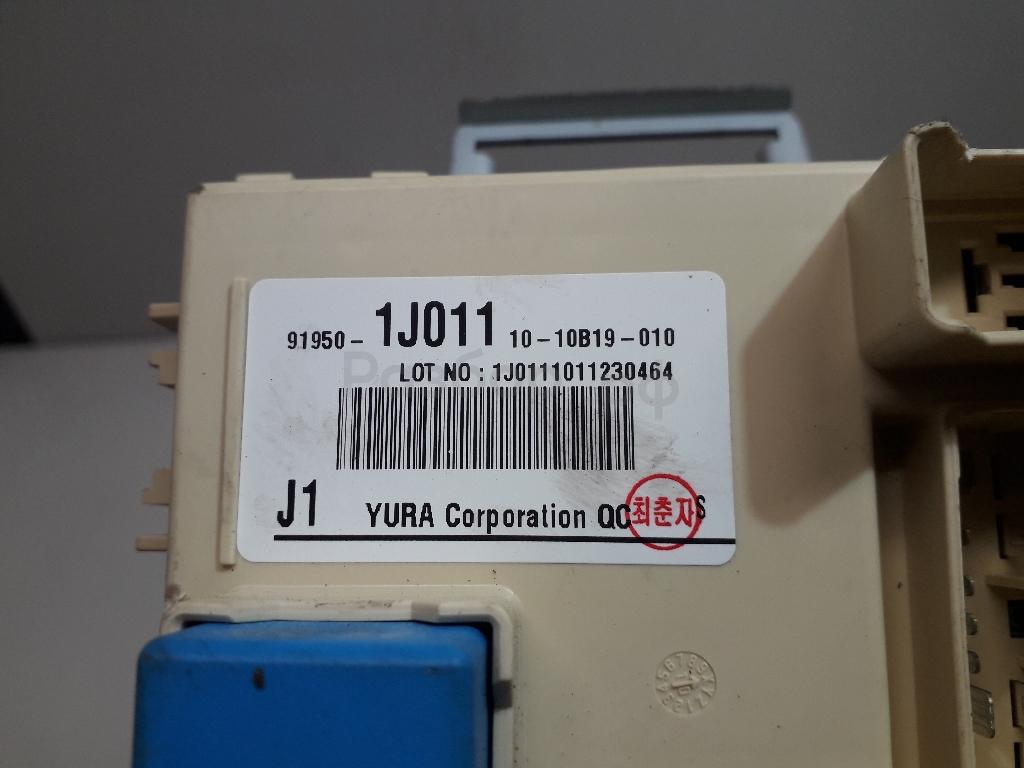 91950- 1J011 10-10B19-010
LOT NO : 1J0111011230464
J1 YURA Corporation QC 최춘자 S